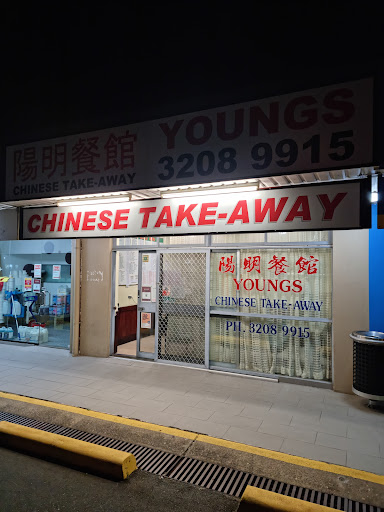 陽明餐館
CHINESE TAKE-AWAY
YOUNGS
3208 9915
CHINESE TAKE-AWAY
陽明餐館
YOUNGS
CHINESE TAKE-AWAY
PH. 3208 9915